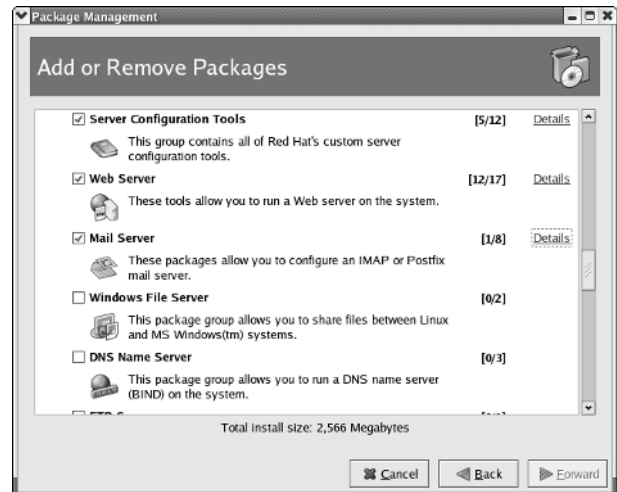 Package Management
Add or Remove Packages
Server Configuration Tools [5/12] Details
This group contains all of Red Hat's custom server
configuration tools.
Web Server [12/17] Details
These tools allow you to run a Web server on the system.
Mail Server [1/8] Details
These packages allow you to configure an IMAP or Postfix
mail server.
Windows File Server [0/2]
This package group allows you to share files between Linux
and MS Windows(tm) systems.
DNS Name Server [0/3]
This package group allows you to run a DNS name server
(BIND) on the system.
Total install size: 2,566 Megabytes
Cancel Back Forward